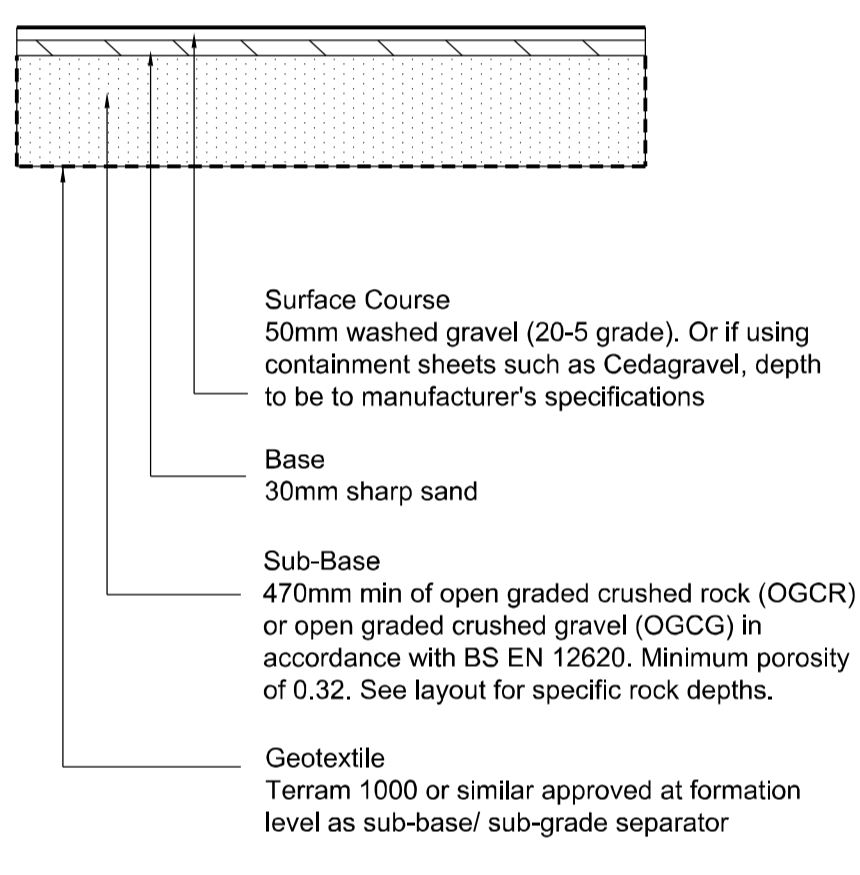 Surface Course
50mm washed gravel (20-5 grade). Or if using
containment sheets such as Cedagravel, depth
to be to manufacturer's specifications
Base
30mm sharp sand
Sub-Base
470mm min of open graded crushed rock (OGCR)
or open graded crushed gravel (OGCG) in
accordance with BS EN 12620. Minimum porosity
of 0.32. See layout for specific rock depths.
Geotextile
Terram 1000 or similar approved at formation
level as sub-base/ sub-grade separator